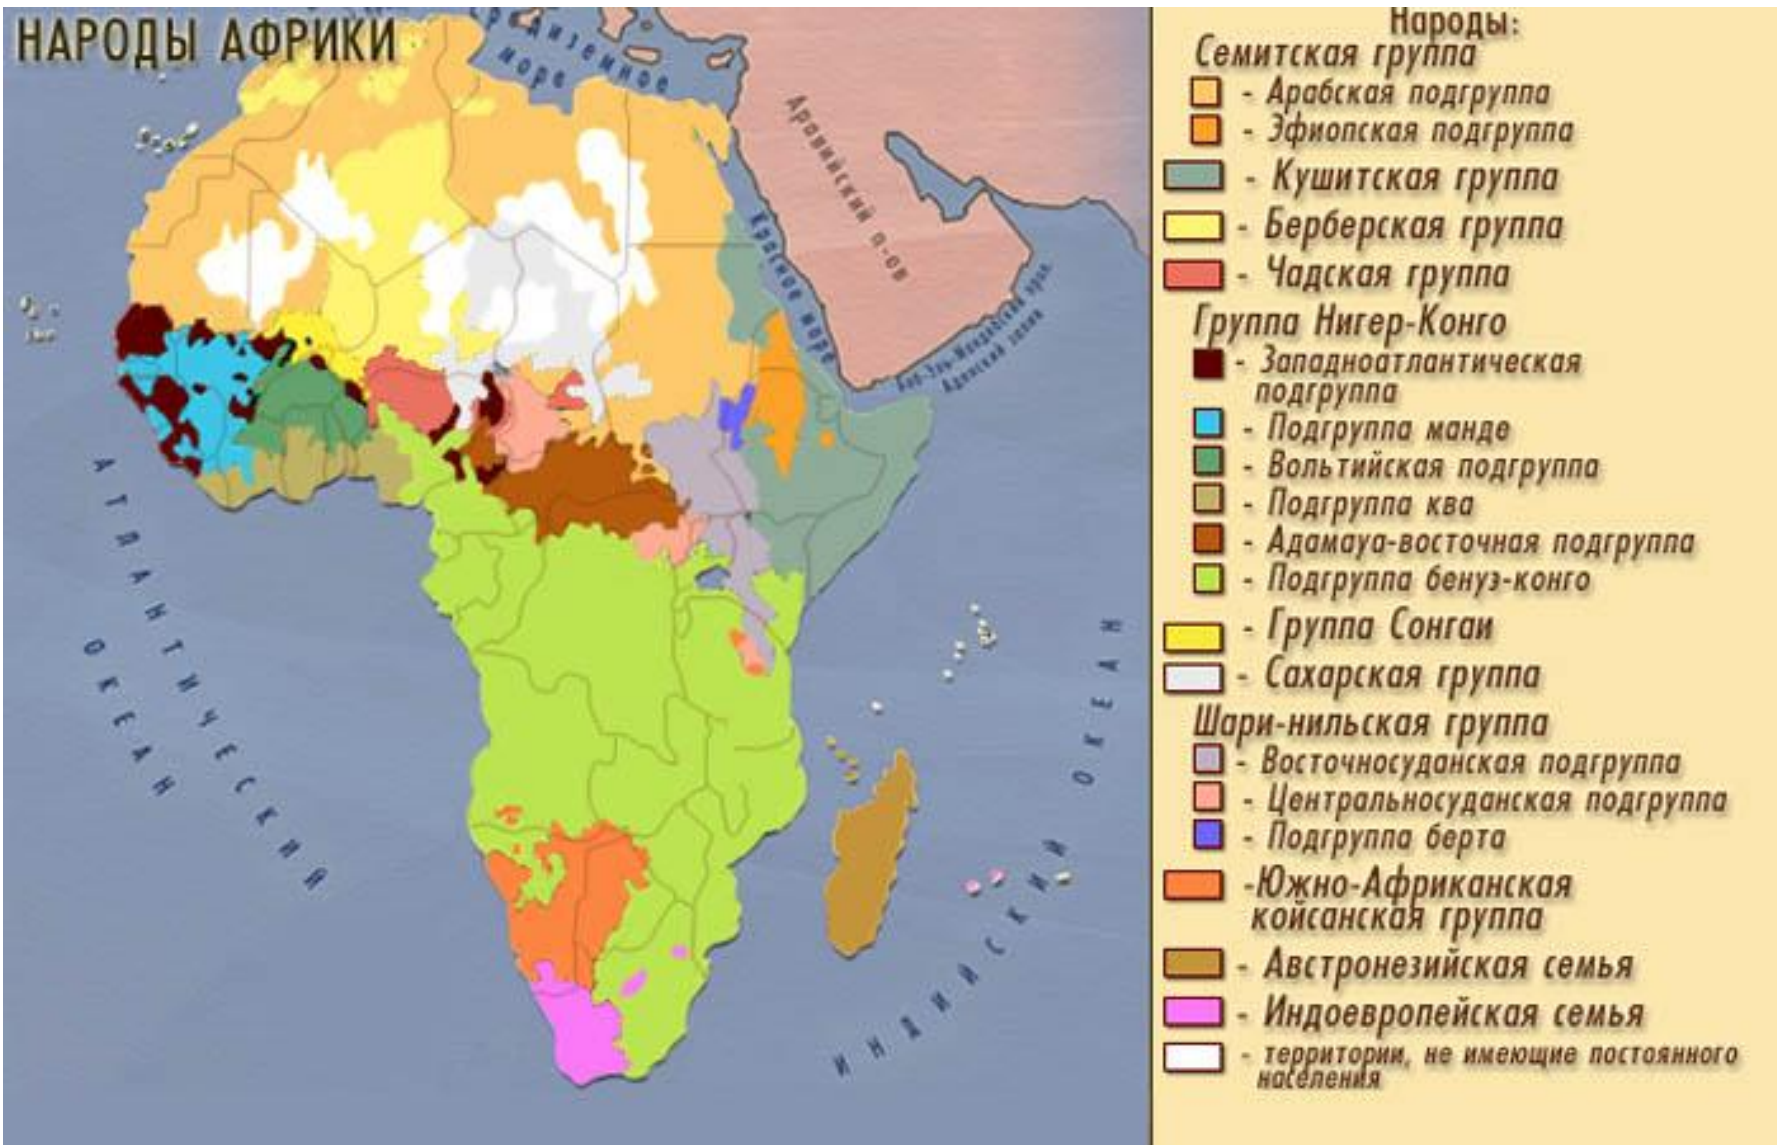 НАРОДЫ АФРИКИ
Средиземное
море
Аравийский п-ов
Красное море
Баб-Эль-Мандебский прол.
Аденский залив
АТЛАНТИЧЕСКИЙ
ОКЕАН
ИНДИЙСКИЙ ОКЕАН
Народы:
Семитская группа
- Арабская подгруппа
- Эфиопская подгруппа
- Кушитская группа
- Берберская группа
- Чадская группа
Группа Нигер-Конго
- Западноатлантическая
подгруппа
- Подгруппа манде
- Вольтийская подгруппа
- Подгруппа ква
- Адамауа-восточная подгруппа
- Подгруппа бенуэ-конго
- Группа Сонгаи
- Сахарская группа
Шари-нильская группа
- Восточносуданская подгруппа
- Центральносуданская подгруппа
- Подгруппа берта
-Южно-Африканская
койсанская группа
- Австронезийская семья
- Индоевропейская семья
- территории, не имеющие постоянного
населения